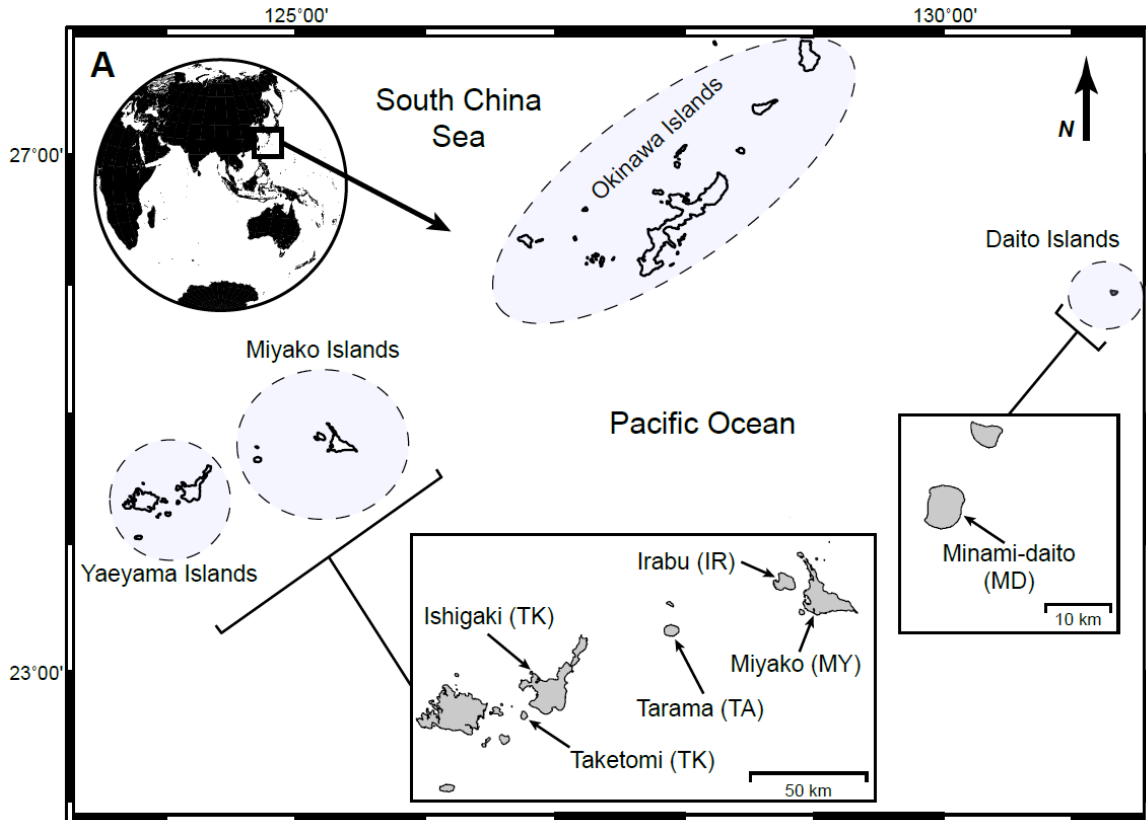 125°00'
130°00'
A
South China
Sea
Okinawa Islands
N
27°00'
Daito Islands
Miyako Islands
Pacific Ocean
Yaeyama Islands
Minami-daito
(MD)
10 km
Irabu (IR)
Ishigaki (TK)
Miyako (MY)
Tarama (TA)
Taketomi (TK)
50 km
23°00'